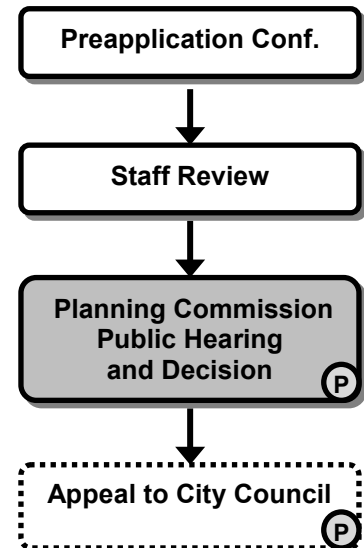 Preapplication Conf.
Staff Review
Planning Commission
Public Hearing
and Decision
P
Appeal to City Council
P